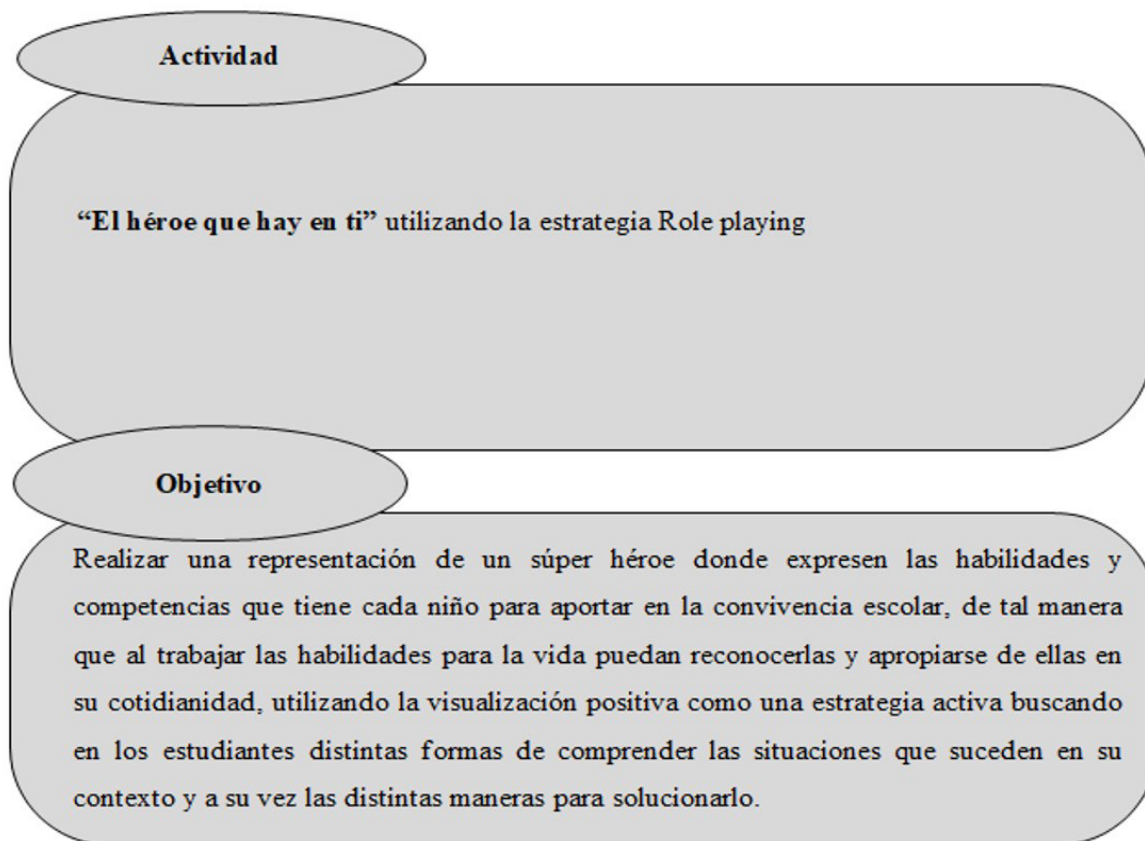 Actividad
“El héroe que hay en ti” utilizando la estrategia Role playing
Objetivo
Realizar una representación de un súper héroe donde expresen las habilidades y
competencias que tiene cada niño para aportar en la convivencia escolar, de tal manera
que al trabajar las habilidades para la vida puedan reconocerlas y apropiarse de ellas en
su cotidianidad, utilizando la visualización positiva como una estrategia activa buscando
en los estudiantes distintas formas de comprender las situaciones que suceden en su
contexto y a su vez las distintas maneras para solucionarlo.